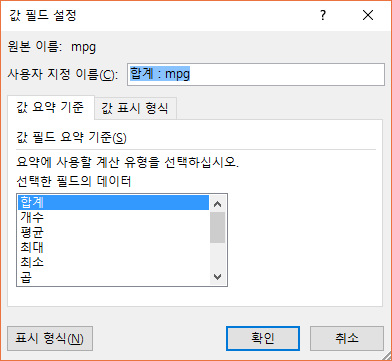 값 필드 설정
원본 이름: mpg
사용자 지정 이름(C): 합계 : mpg
값 요약 기준 값 표시 형식
값 필드 요약 기준(S)
요약에 사용할 계산 유형을 선택하십시오.
선택한 필드의 데이터
합계
개수
평균
최대
최소
곱
표시 형식(N) 확인 취소